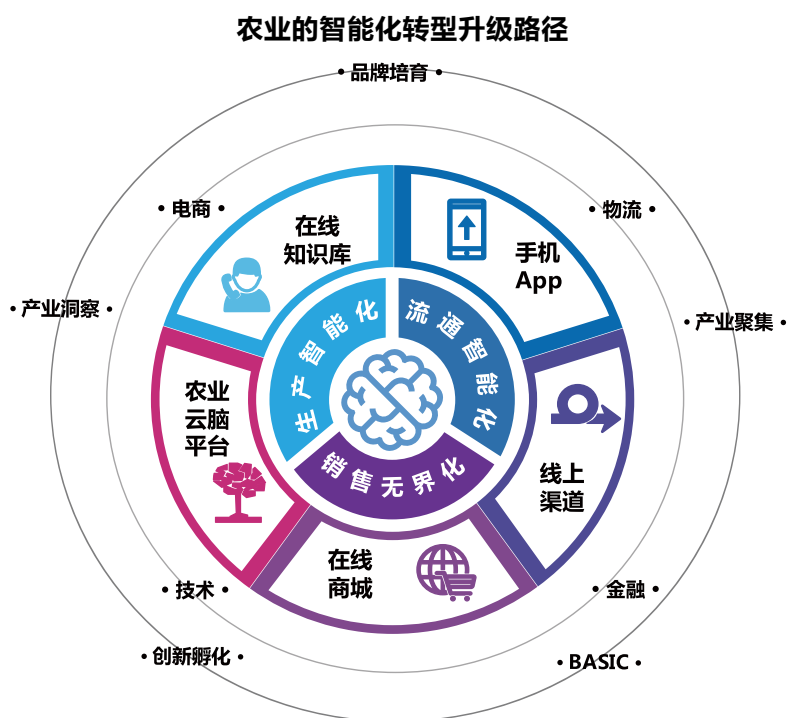 农业的智能化转型升级路径
• 品牌培育 •
• 电商 •
• 物流 •
在线
知识库
手机
App
• 产业洞察 •
• 产业聚集 •
生产智能化
流通智能化
销售无界化
农业
云脑
平台
线上
渠道
在线
商城
• 技术 •
• 金融 •
• 创新孵化 •
• BASIC •